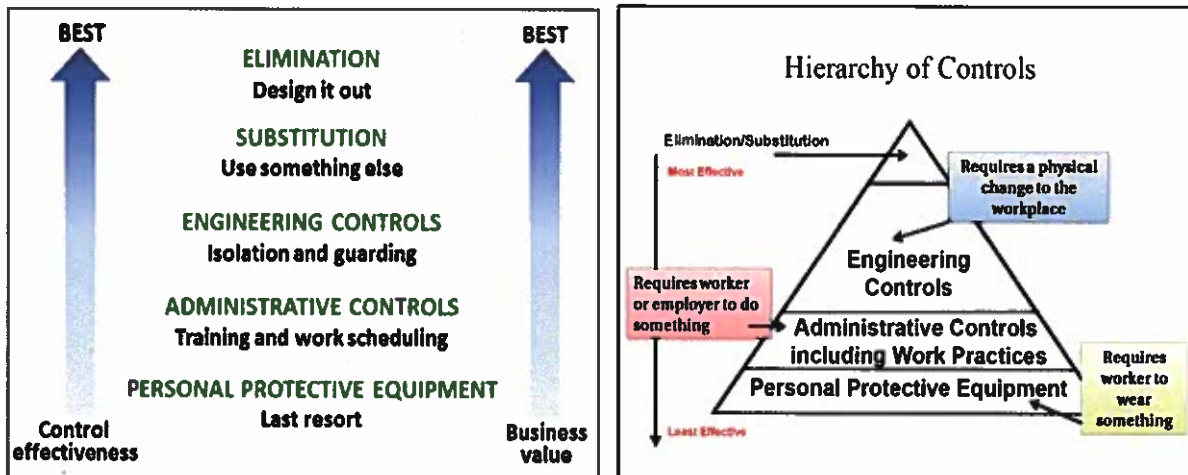 BEST
BEST
ELIMINATION
Design it out
SUBSTITUTION
Use something else
ENGINEERING CONTROLS
Isolation and guarding
ADMINISTRATIVE CONTROLS
Training and work scheduling
PERSONAL PROTECTIVE EQUIPMENT
Last resort
Control
effectiveness
Business
value
Hierarchy of Controls
Elimination/Substitution
Most Effective
Requires a physical
change to the
workplace
Engineering
Controls
Requires worker
or employer to do
something
Administrative Controls
including Work Practices
Personal Protective Equipment
Requires
worker to
wear
something
Least Effective